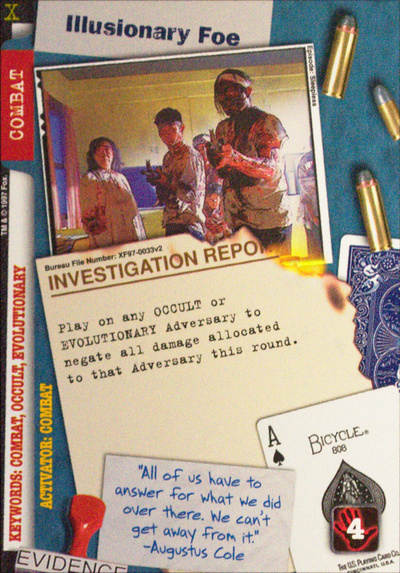 X
Illusionary Foe
COMBAT
Episode: Sleepless
TM & © 1997 Fox.
Bureau File Number: XF97-0033v2
INVESTIGATION REPO
Play on any OCCULT or
EVOLUTIONARY Adversary to
negate all damage allocated
to that Adversary this round.
KEYWORDS: COMBAT, OCCULT, EVOLUTIONARY
ACTIVATOR: COMBAT
A
BICYCLE®
808
"All of us have to
answer for what we did
over there. We can't
get away from it."
-Augustus Cole
4
THE U.S. PLAYING CARD CO.
CINCINNATI, U.S.A.
EVIDENCE